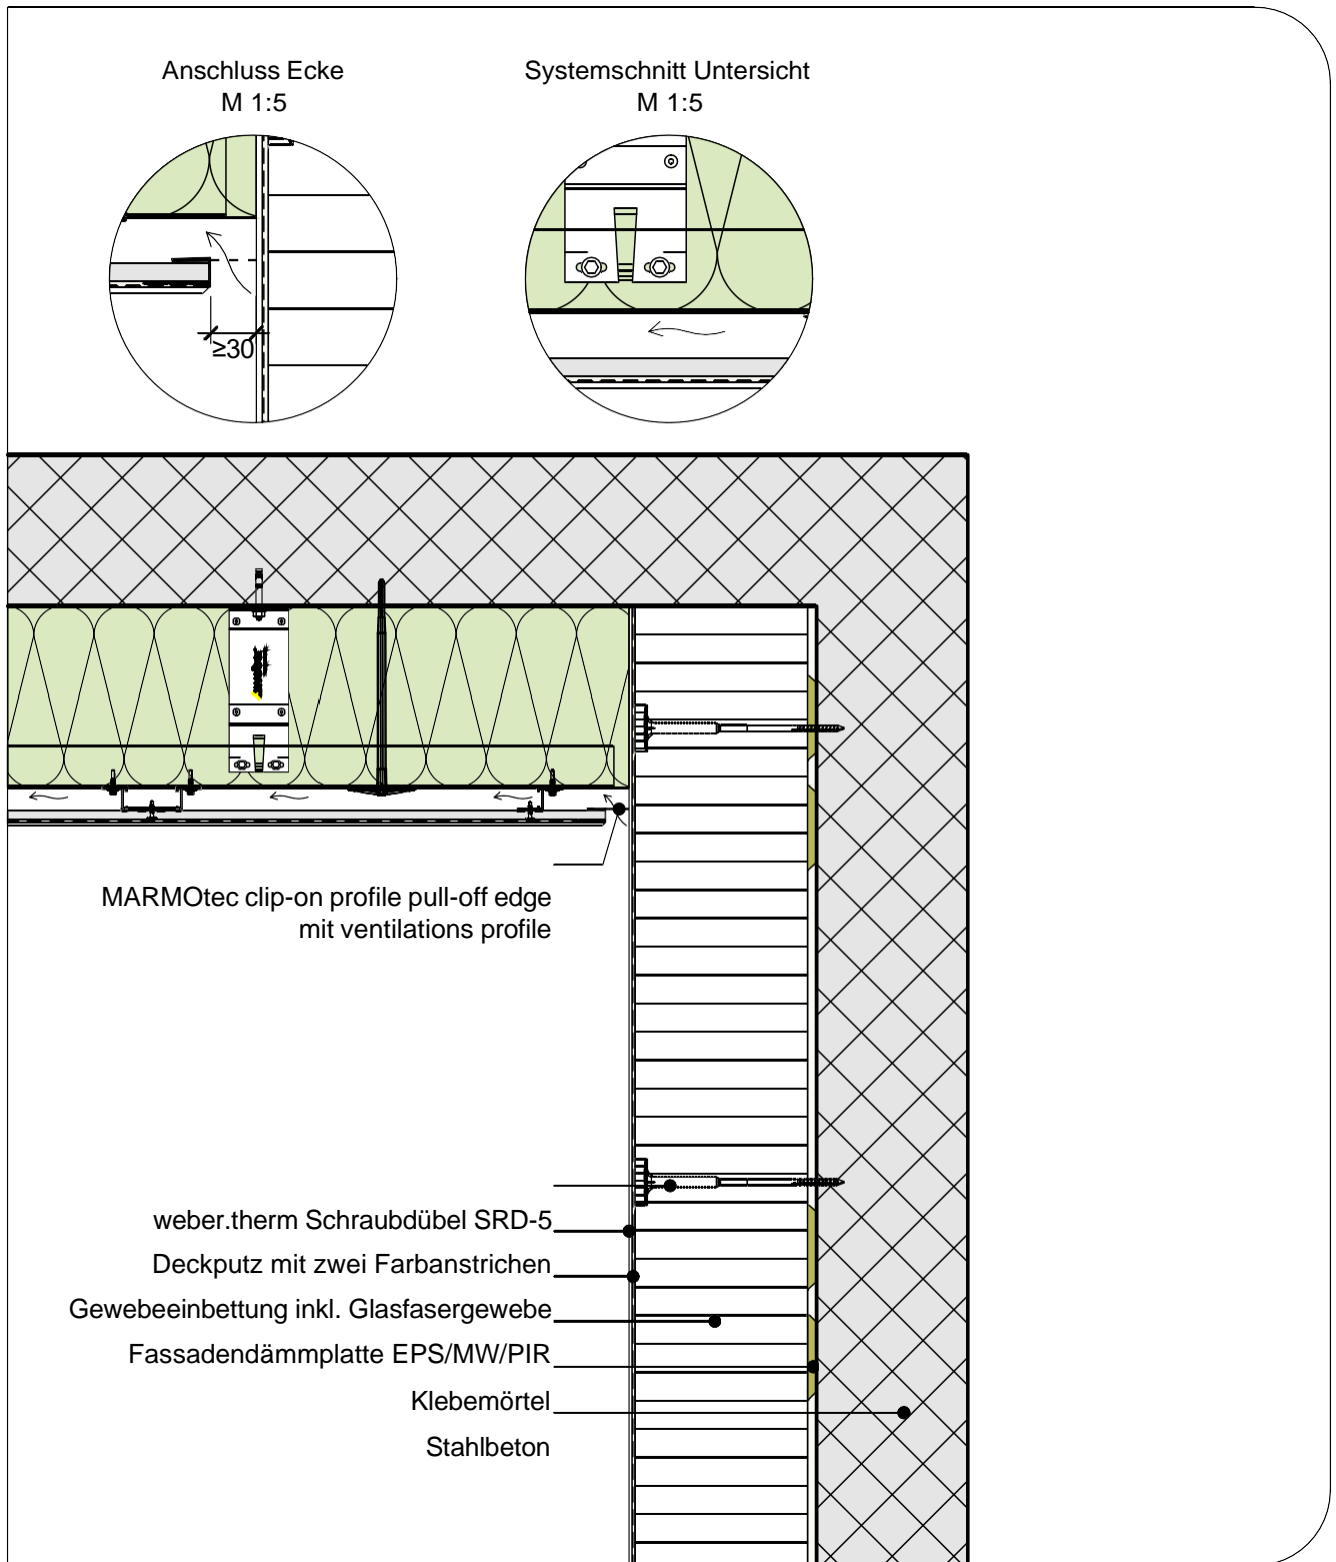 Anschluss Ecke
M 1:5
Systemschnitt Untersicht
M 1:5
≥30
MARMOtec clip-on profile pull-off edge
mit ventilations profile
weber.therm Schraubdübel SRD-5
Deckputz mit zwei Farbanstrichen
Gewebeeinbettung inkl. Glasfasergewebe
Fassadendämmplatte EPS/MW/PIR
Klebemörtel
Stahlbeton